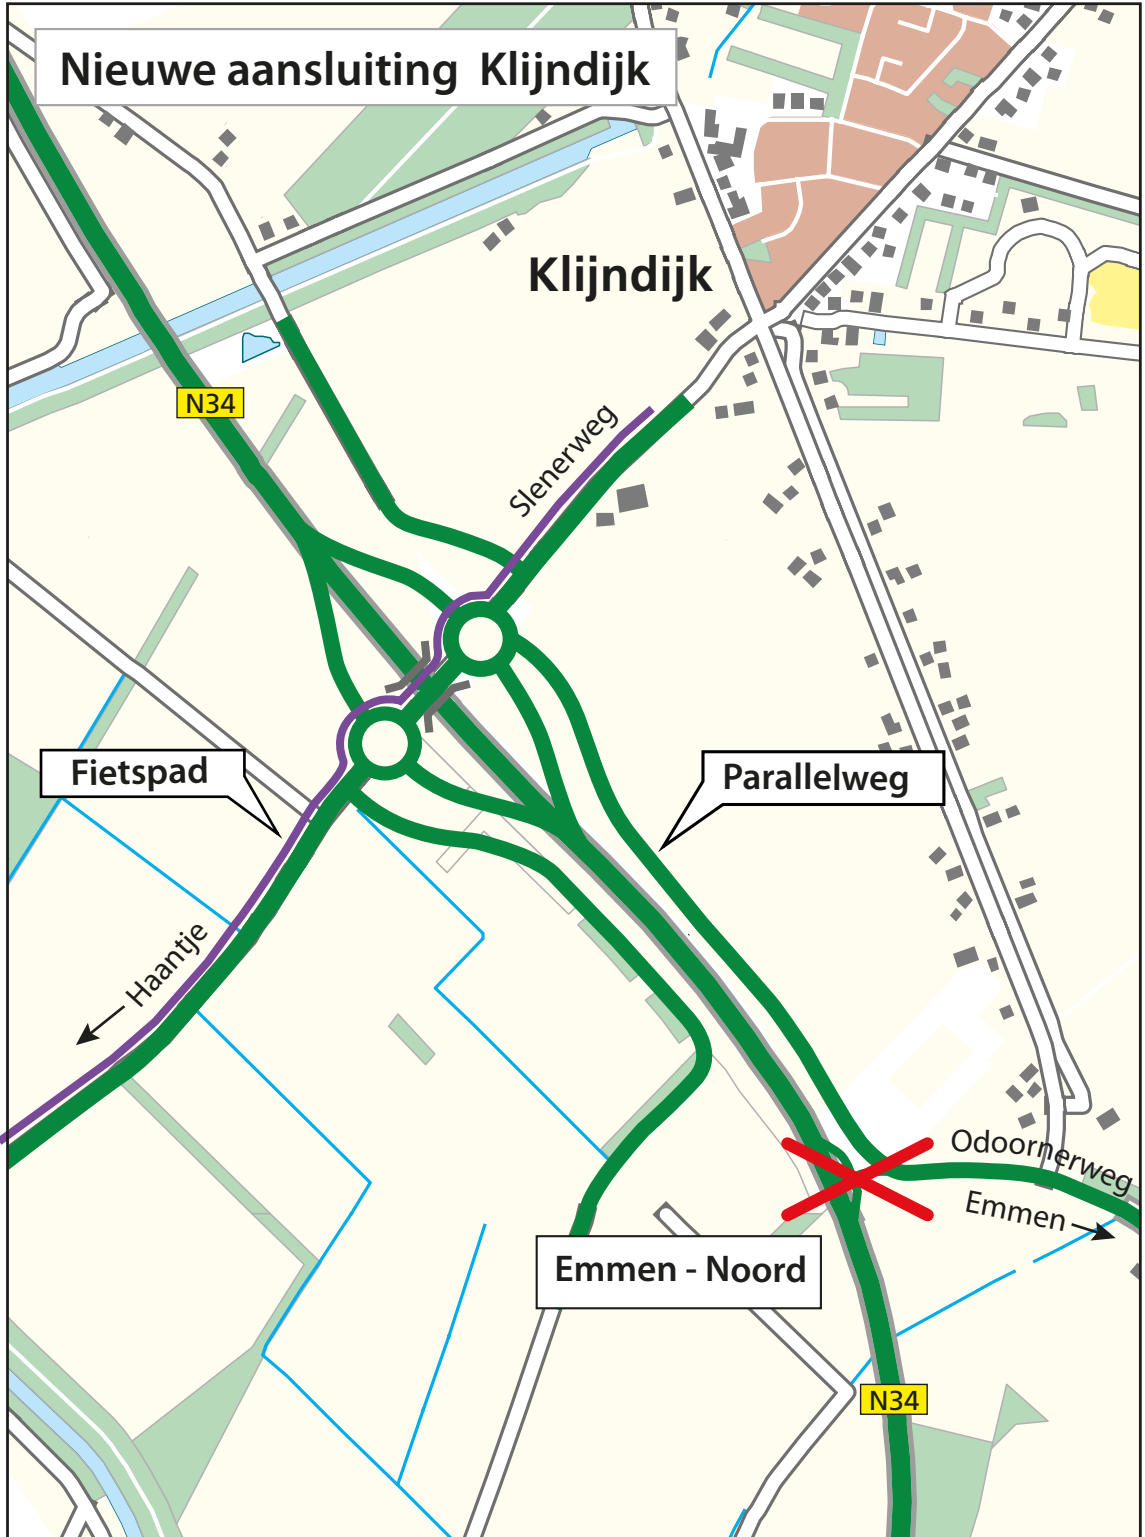 Nieuwe aansluiting Klijndijk
Klijndijk
N34
Slenerweg
Fietspad
Parallelweg
Haantje
Odoornerweg
Emmen
Emmen - Noord
N34